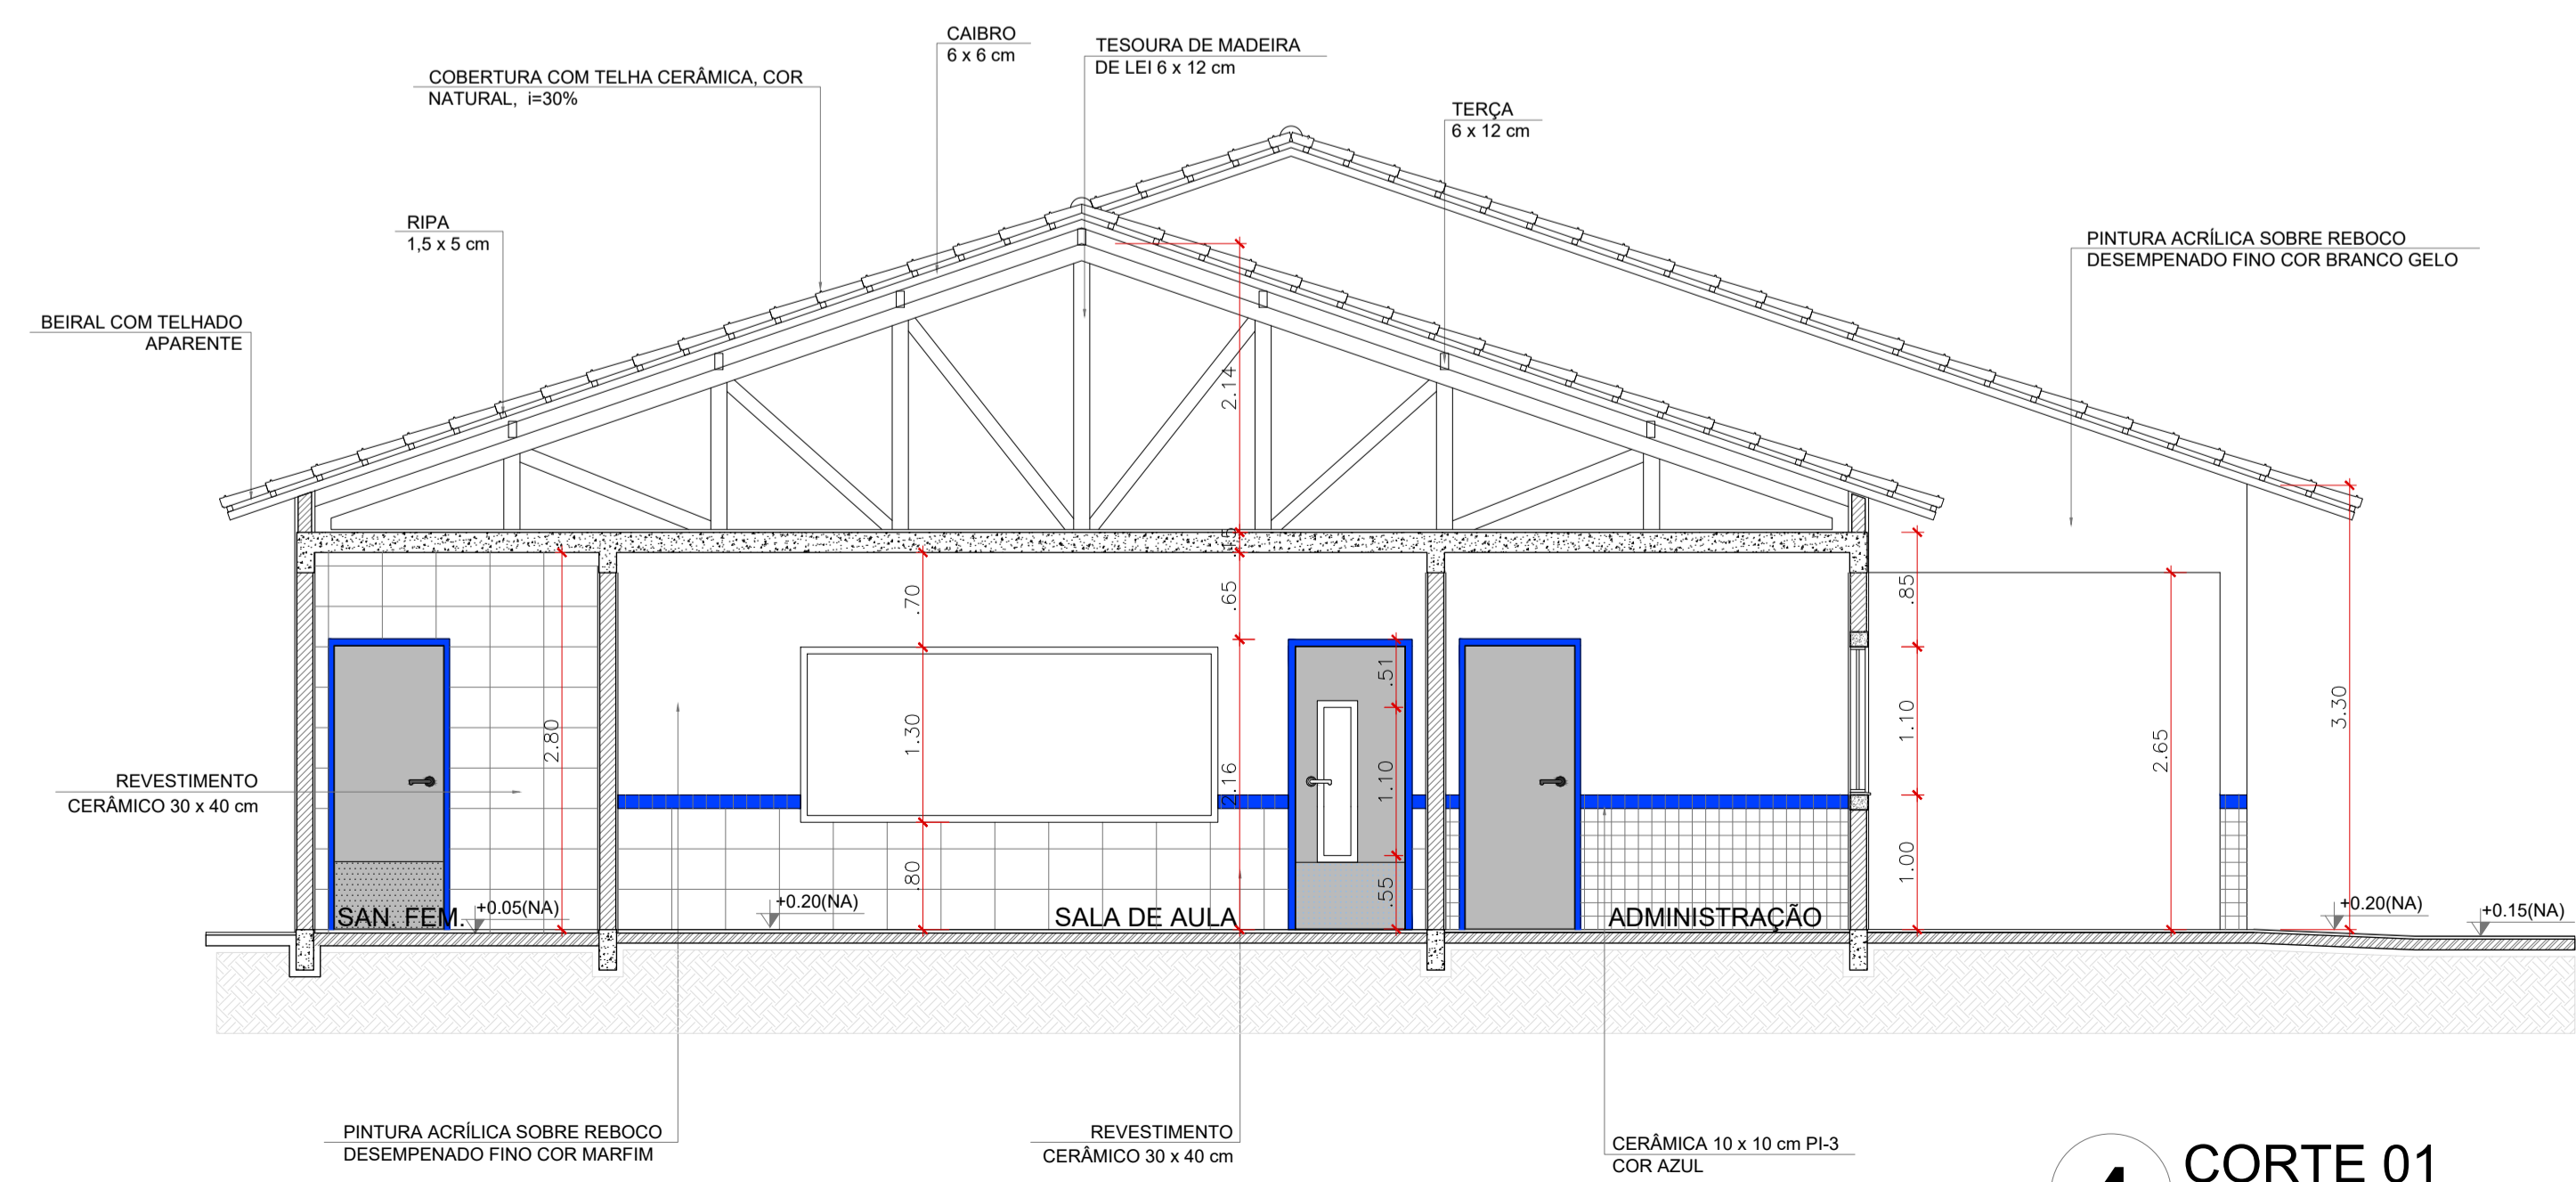 CAIBRO
6 x 6 cm
TESOURA DE MADEIRA
DE LEI 6 x 12 cm
COBERTURA COM TELHA CERÂMICA, COR
NATURAL, i=30%
TERÇA
6 x 12 cm
RIPA
1,5 x 5 cm
PINTURA ACRÍLICA SOBRE REBOCO
DESEMPENADO FINO COR BRANCO GELO
BEIRAL COM TELHADO
APARENTE
2.14
.15
.70
.65
.85
.51
2.80
1.30
2.16
1.10
1.10
2.65
3.30
REVESTIMENTO
CERÂMICO 30 x 40 cm
.80
.55
1.00
SAN. FEM.
+0.05(NA)
+0.20(NA)
SALA DE AULA
ADMINISTRAÇÃO
+0.20(NA)
+0.15(NA)
PINTURA ACRÍLICA SOBRE REBOCO
DESEMPENADO FINO COR MARFIM
REVESTIMENTO
CERÂMICO 30 x 40 cm
CERÂMICA 10 x 10 cm PI-3
COR AZUL
CORTE 01